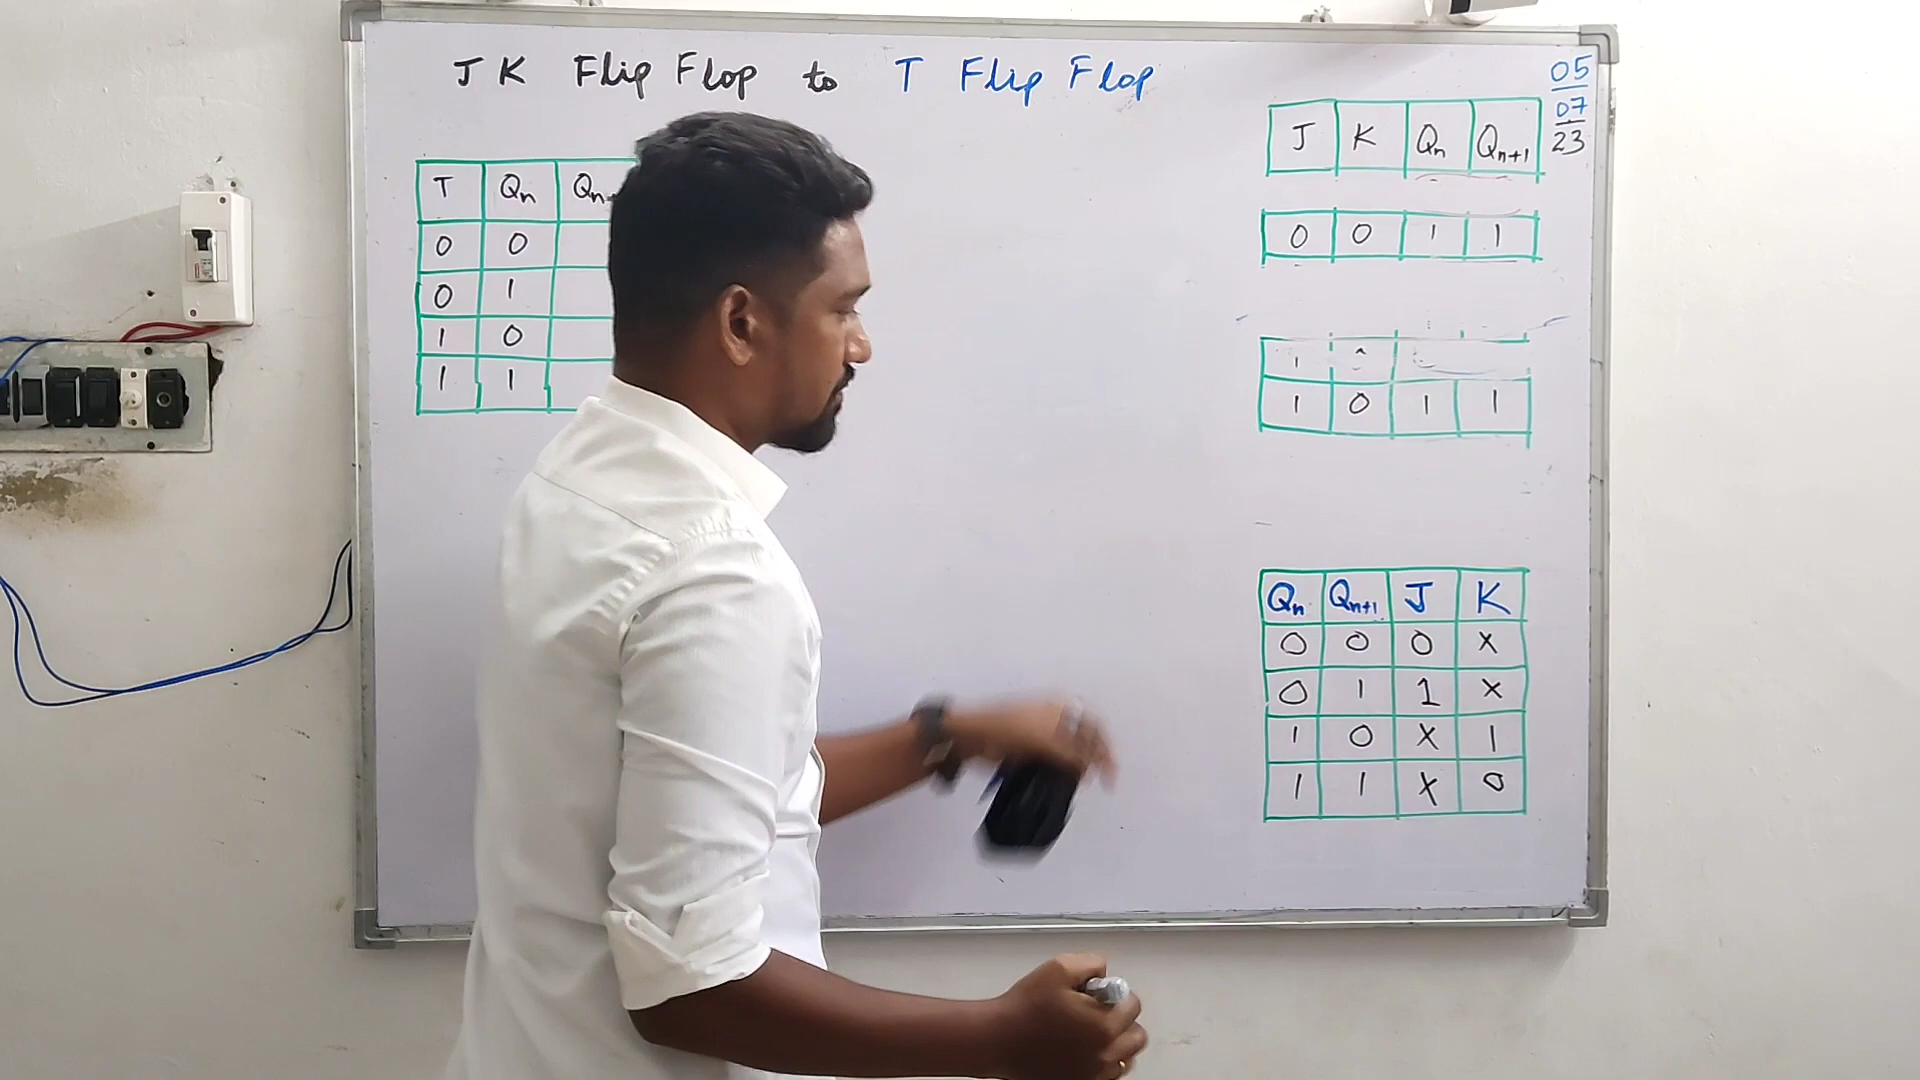 JK Flip Flop to T Flip Flop
05
07
23
T Qn Qn
0 0
0 1
1 0
1 1
J K Qn Qn+1
0 0 1 1
1 0 1 1
Qn Qn+1 J K
0 0 0 X
0 1 1 X
1 0 X 1
1 1 X 0